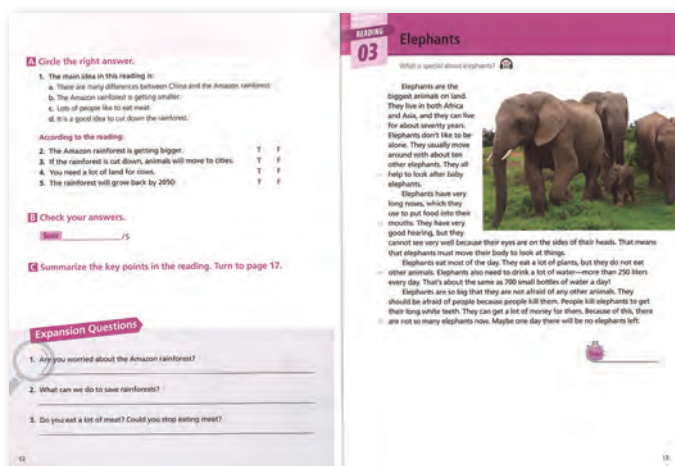 A Circle the right answer.
1. The main idea in this reading is:
a. There are many differences between China and the Amazon rainforest.
b. The Amazon rainforest is getting smaller.
c. Lots of people like to eat meat.
d. It is a good idea to cut down the rainforest.
According to the reading:
2. The Amazon rainforest is getting bigger. T F
3. If the rainforest is cut down, animals will move to cities. T F
4. You need a lot of land for cows. T F
5. The rainforest will grow back by 2050. T F
B Check your answers.
Score /5
C Summarize the key points in the reading. Turn to page 17.
Expansion Questions
1. Are you worried about the Amazon rainforest?
2. What can we do to save rainforests?
3. Do you eat a lot of meat? Could you stop eating meat?
12
READING
03
Elephants
What is special about elephants?
Elephants are the
biggest animals on land.
They live in both Africa
and Asia, and they can live
for about seventy years.
Elephants don't like to be
alone. They usually move
around with about ten
other elephants. They all
help to look after baby
elephants.
Elephants have very
long noses, which they
use to put food into their
mouths. They have very
good hearing, but they
cannot see very well because their eyes are on the sides of their heads. That means
that elephants must move their body to look at things.
Elephants eat most of the day. They eat a lot of plants, but they do not eat
other animals. Elephants also need to drink a lot of water—more than 250 liters
every day. That's about the same as 700 small bottles of water a day!
Elephants are so big that they are not afraid of any other animals. They
should be afraid of people because people kill them. People kill elephants to get
their long white teeth. They can get a lot of money for them. Because of this, there
are not so many elephants now. Maybe one day there will be no elephants left.
13